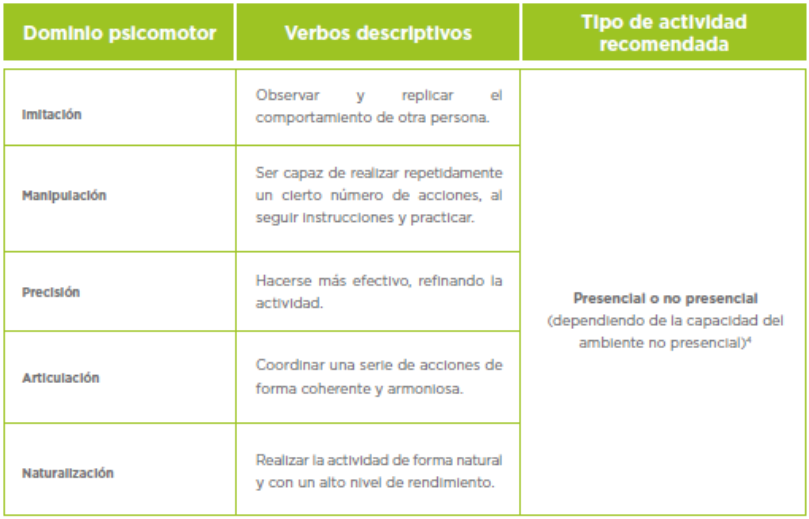 Dominio psicomotor
Verbos descriptivos
Tipo de actividad
recomendada
Imitación
Observar y replicar el
comportamiento de otra persona.
Manipulación
Ser capaz de realizar repetidamente
un cierto número de acciones, al
seguir instrucciones y practicar.
Precisión
Hacerse más efectivo, refinando la
actividad.
Articulación
Coordinar una serie de acciones de
forma coherente y armoniosa.
Naturalización
Realizar la actividad de forma natural
y con un alto nivel de rendimiento.
Presencial o no presencial
(dependiendo de la capacidad del
ambiente no presencial)⁴